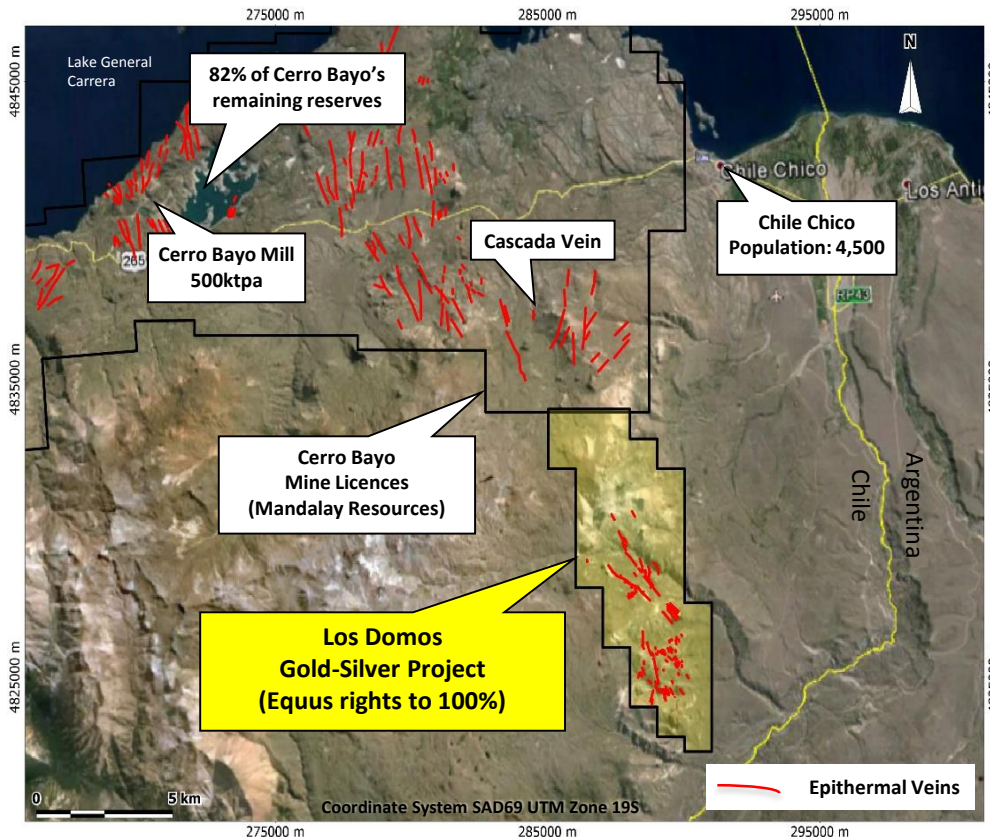 275000 m
285000 m
295000 m
4845000 m
Lake General
Carrera
82% of Cerro Bayo's
remaining reserves
N
Chile Chico
Los Anti
Chile Chico
Population: 4,500
Cascada Vein
Cerro Bayo Mill
500ktpa
265
RP43
4835000 m
Cerro Bayo
Mine Licences
(Mandalay Resources)
Chile
Argentina
Los Domos
Gold-Silver Project
(Equus rights to 100%)
4825000 m
Epithermal Veins
0
5 km
Coordinate System SAD69 UTM Zone 19S
275000 m
285000 m
295000 m